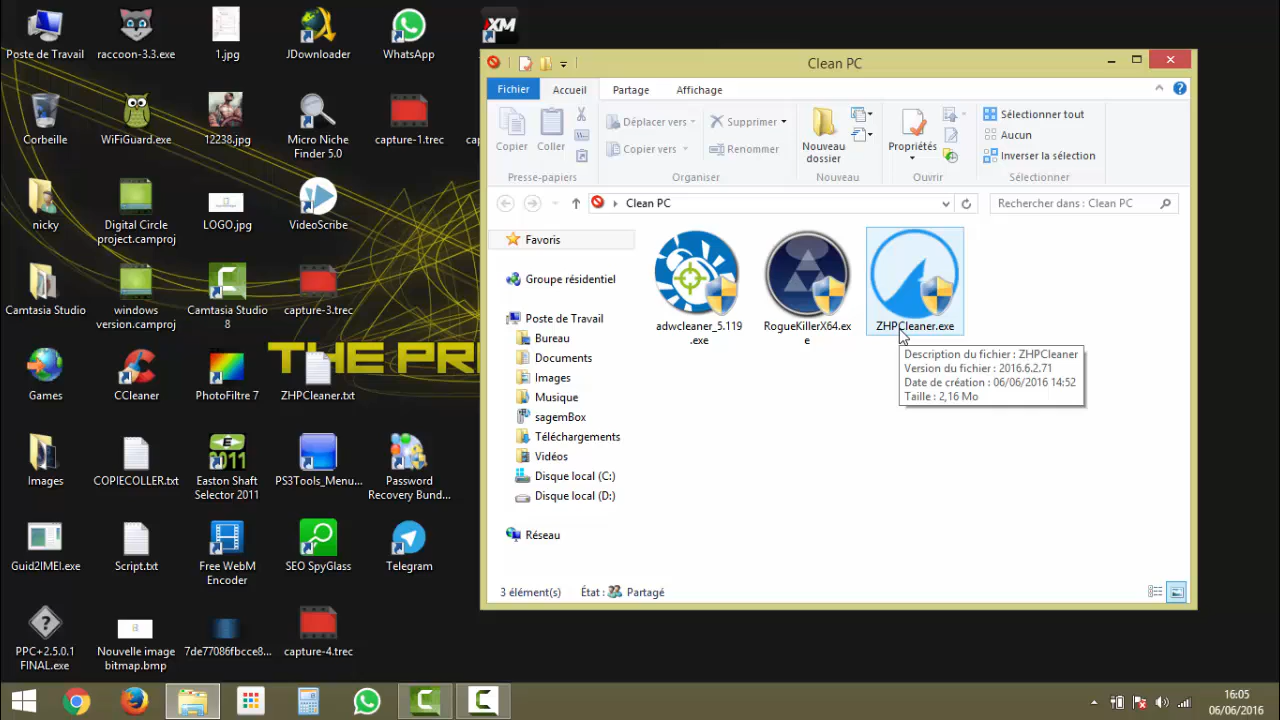 Poste de Travail
raccoon-3.3.exe
1.jpg
JDownloader
WhatsApp
XM
Corbeille
WiFiGuard.exe
12238.jpg
Micro Niche
Finder 5.0
capture-1.trec
nicky
Digital Circle
project.camproj
LOGO.jpg
VideoScribe
Camtasia Studio
windows
version.camproj
Camtasia Studio
8
capture-3.trec
THE PR
Games
CCleaner
PhotoFiltre 7
ZHPCleaner.txt
Images
COPIECOLLER.txt
E
2011
Easton Shaft
Selector 2011
PS3Tools_Menu...
Password
Recovery Bund...
Guid2IMEI.exe
Script.txt
Free WebM
Encoder
SEO SpyGlass
Telegram
PPC+2.5.0.1
FINAL.exe
Nouvelle image
bitmap.bmp
7de77086fbcce8...
capture-4.trec
Clean PC
Fichier
Accueil
Partage
Affichage
Copier
Coller
Presse-papiers
Déplacer vers
Copier vers
Supprimer
Renommer
Organiser
Nouveau
dossier
Nouveau
Propriétés
Ouvrir
Sélectionner tout
Aucun
Inverser la sélection
Sélectionner
Clean PC
Rechercher dans : Clean PC
Favoris
Groupe résidentiel
Poste de Travail
Bureau
Documents
Images
Musique
sagemBox
Téléchargements
Vidéos
Disque local (C:)
Disque local (D:)
Réseau
adwcleaner_5.119
.exe
RogueKillerX64.ex
e
ZHPCleaner.exe
Description du fichier : ZHPCleaner
Version du fichier : 2016.6.2.71
Date de création : 06/06/2016 14:52
Taille : 2,16 Mo
3 élément(s)
État :
Partagé
16:05
06/06/2016